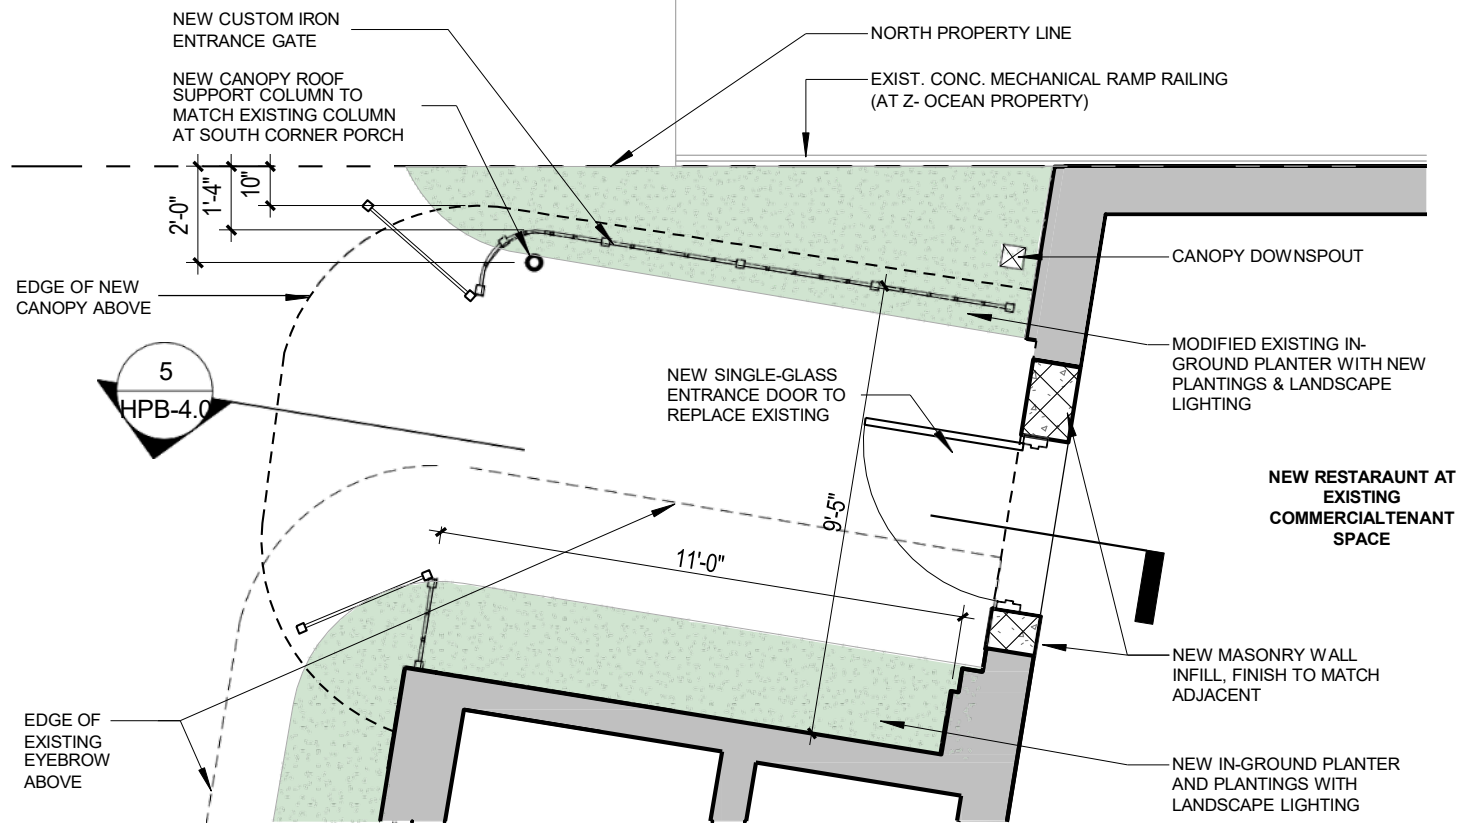 NEW CUSTOM IRON
ENTRANCE GATE
NEW CANOPY ROOF
SUPPORT COLUMN TO
MATCH EXISTING COLUMN
AT SOUTH CORNER PORCH
NORTH PROPERTY LINE
EXIST. CONC. MECHANICAL RAMP RAILING
(AT Z- OCEAN PROPERTY)
2'-0"
1'-4"
10"
CANOPY DOWNSPOUT
EDGE OF NEW
CANOPY ABOVE
MODIFIED EXISTING IN-
GROUND PLANTER WITH NEW
PLANTINGS & LANDSCAPE
LIGHTING
5
HPB-4.0
NEW SINGLE-GLASS
ENTRANCE DOOR TO
REPLACE EXISTING
NEW RESTARAUNT AT
EXISTING
COMMERCIALTENANT
SPACE
9'-5"
11'-0"
NEW MASONRY WALL
INFILL, FINISH TO MATCH
ADJACENT
EDGE OF
EXISTING
EYEBROW
ABOVE
NEW IN-GROUND PLANTER
AND PLANTINGS WITH
LANDSCAPE LIGHTING